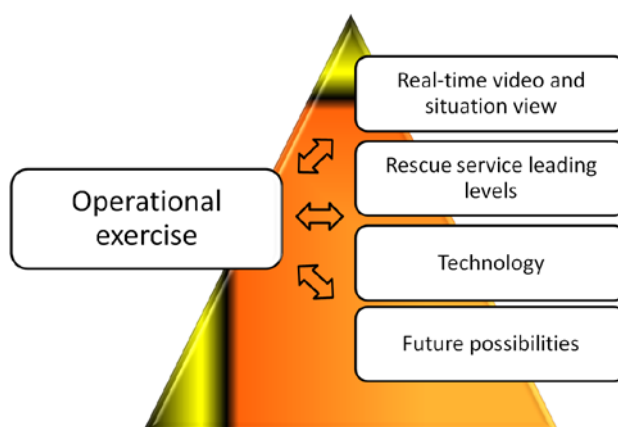 Real-time video and
situation view
Rescue service leading
levels
Operational
exercise
Technology
Future possibilities